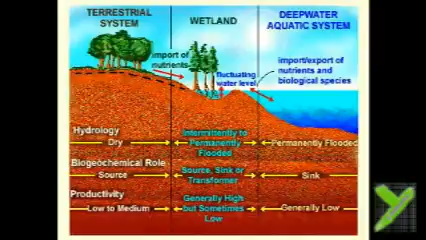 TERRESTRIAL
SYSTEM
WETLAND
DEEPWATER
AQUATIC SYSTEM
import of
nutrients
fluctuating
water level
import/export of
nutrients and
biological species
Hydrology
Dry
Intermittently to
Permanently
Flooded
Permanently Flooded
Biogeochemical Role
Source
Source, Sink or
Transformer
Sink
Productivity
Low to Medium
Generally High
but Sometimes
Low
Generally Low